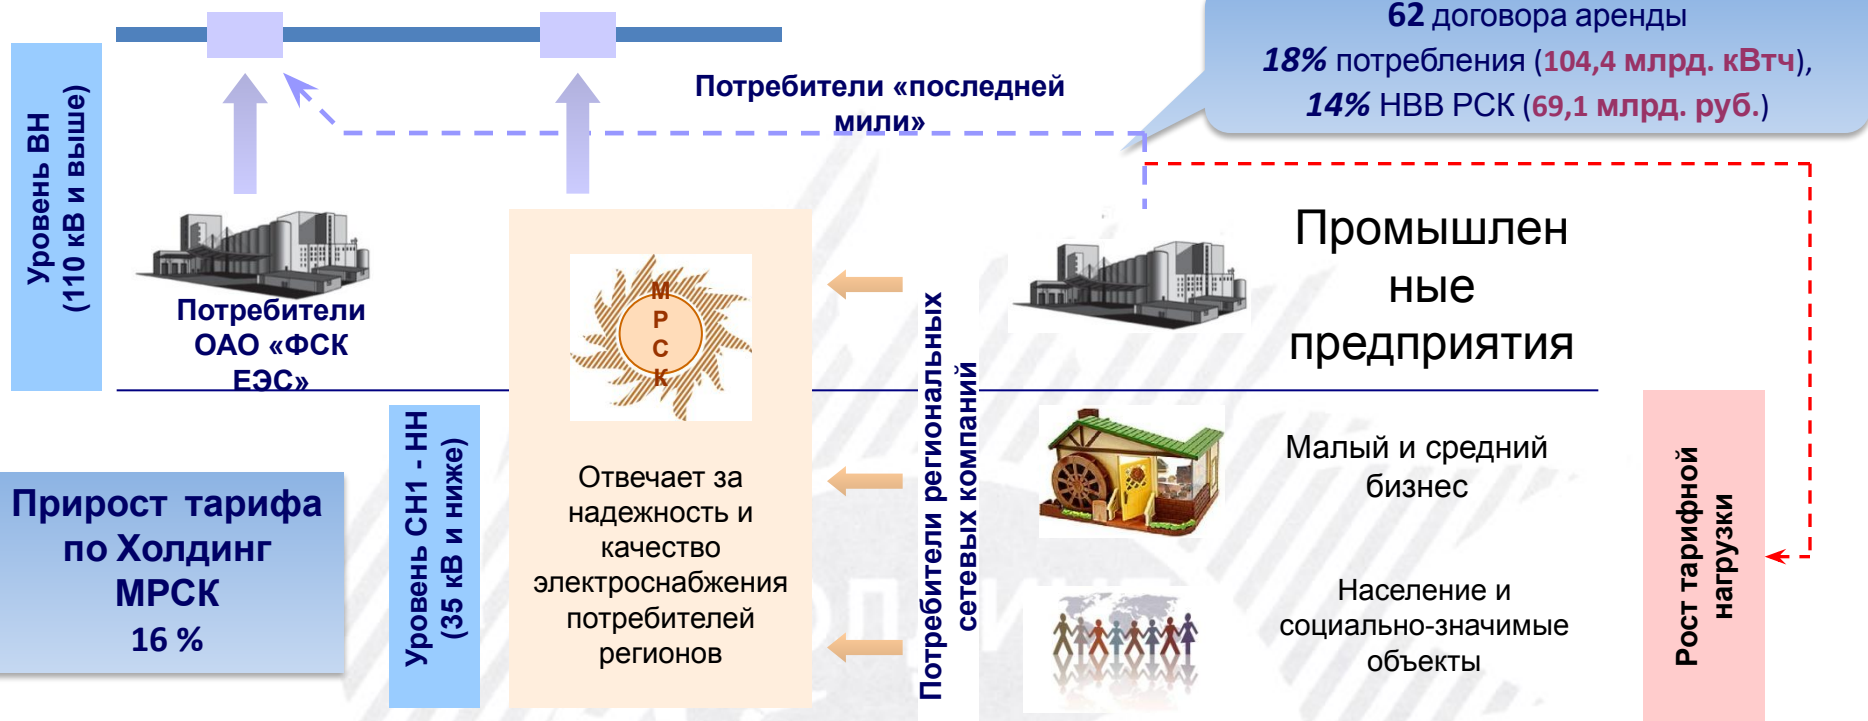 62 договора аренды
18% потребления (104,4 млрд. кВтч),
14% НВВ РСК (69,1 млрд. руб.)
Потребители «последней
мили»
Уровень ВН
(110 кВ и выше)
Потребители
ОАО «ФСК
ЕЭС»
М
Р
С
К
Отвечает за
надежность и
качество
электроснабжения
потребителей
регионов
Потребители региональных
сетевых компаний
Промышлен
ные
предприятия
Малый и средний
бизнес
Население и
социально-значимые
объекты
Рост тарифной
нагрузки
Уровень СН1 - НН
(35 кВ и ниже)
Прирост тарифа
по Холдинг
МРСК
16 %